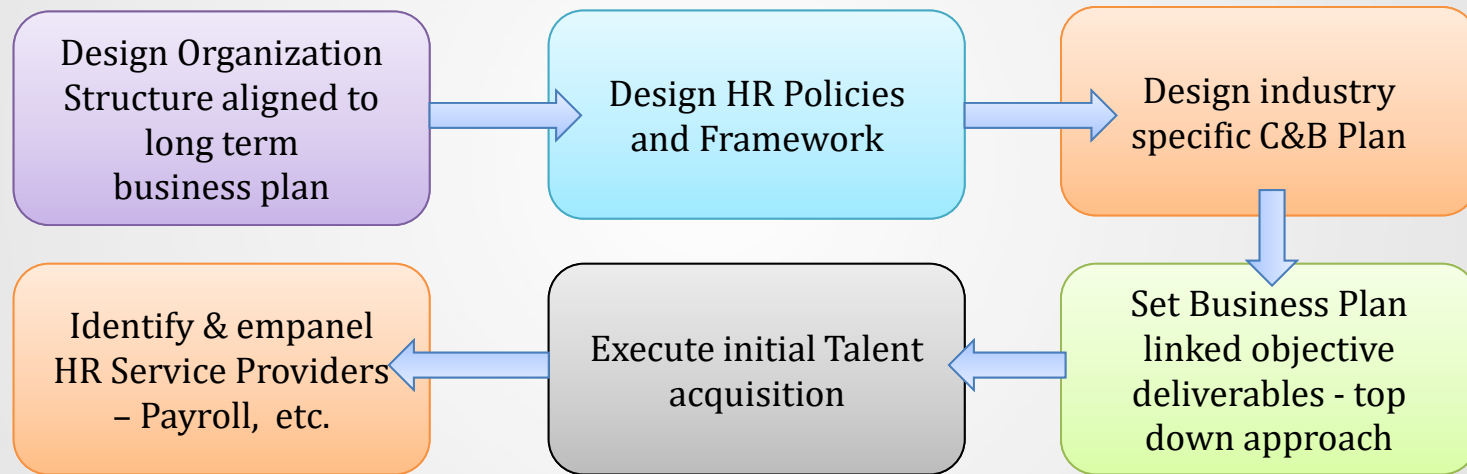 Design Organization
Structure aligned to
long term
business plan
Design HR Policies
and Framework
Design industry
specific C&B Plan
Set Business Plan
linked objective
deliverables - top
down approach
Execute initial Talent
acquisition
Identify & empanel
HR Service Providers
– Payroll, etc.